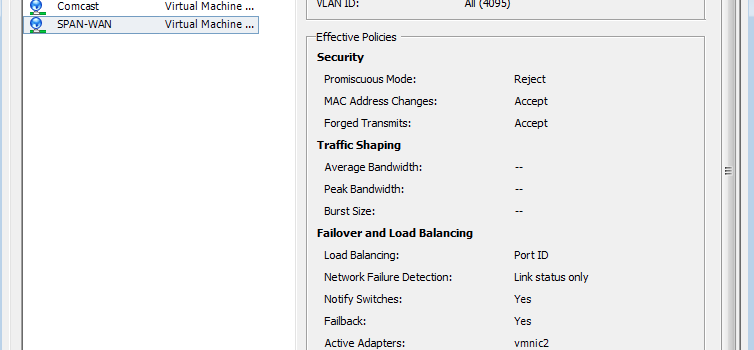 Comcast Virtual Machine ...
SPAN-WAN Virtual Machine ...
VLAN ID: All (4095)
Effective Policies
Security
Promiscuous Mode: Reject
MAC Address Changes: Accept
Forged Transmits: Accept
Traffic Shaping
Average Bandwidth: --
Peak Bandwidth: --
Burst Size: --
Failover and Load Balancing
Load Balancing: Port ID
Network Failure Detection: Link status only
Notify Switches: Yes
Failback: Yes
Active Adapters: vmnic2